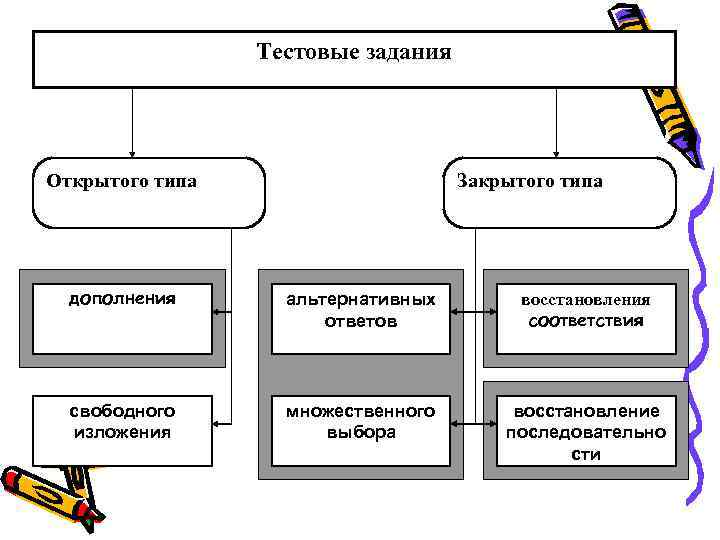 Тестовые задания
Открытого типа
Закрытого типа
дополнения
альтернативных
ответов
восстановления
соответствия
свободного
изложения
множественного
выбора
восстановление
последовательно
сти